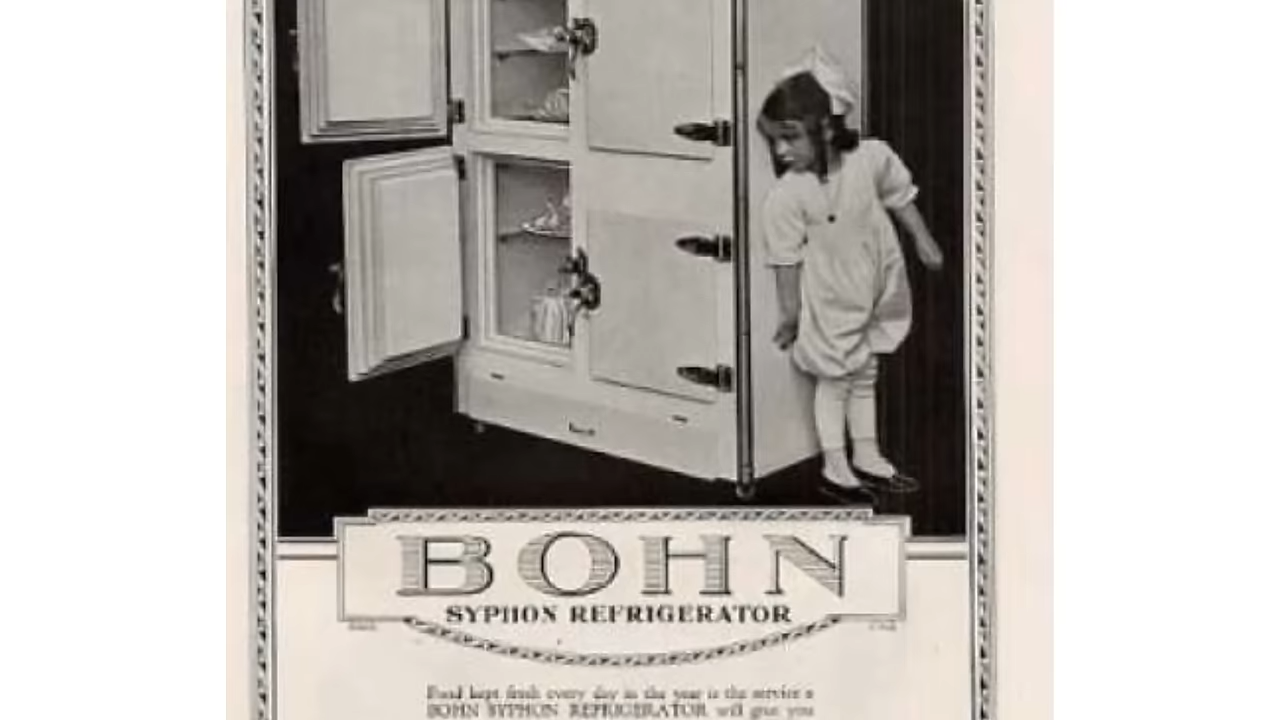 BOHN
SYPHON REFRIGERATOR
Food kept fresh every day in the year is the service a
BOHN SYPHON REFRIGERATOR will give you